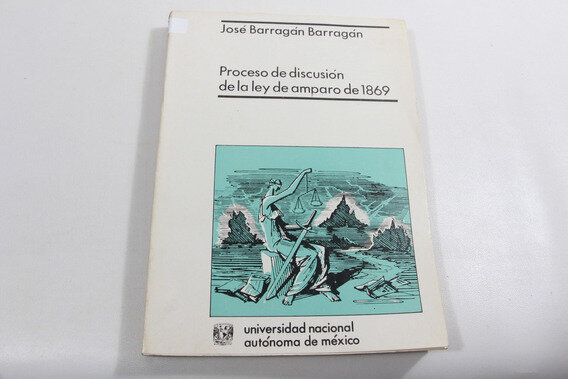 José Barragán Barragán
Proceso de discusión
de la ley de amparo de 1869
universidad nacional
autónoma de méxico